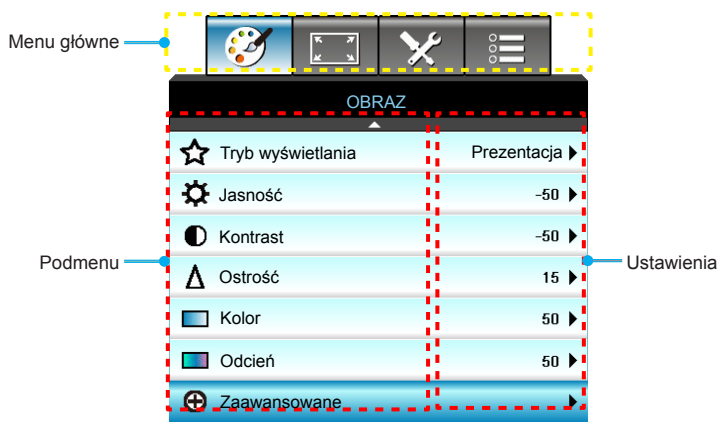 Menu główne
OBRAZ
Tryb wyświetlania Prezentacja
Jasność -50
Kontrast -50
Podmenu
Ustawienia
Ostrość 15
Kolor 50
Odcień 50
Zaawansowane